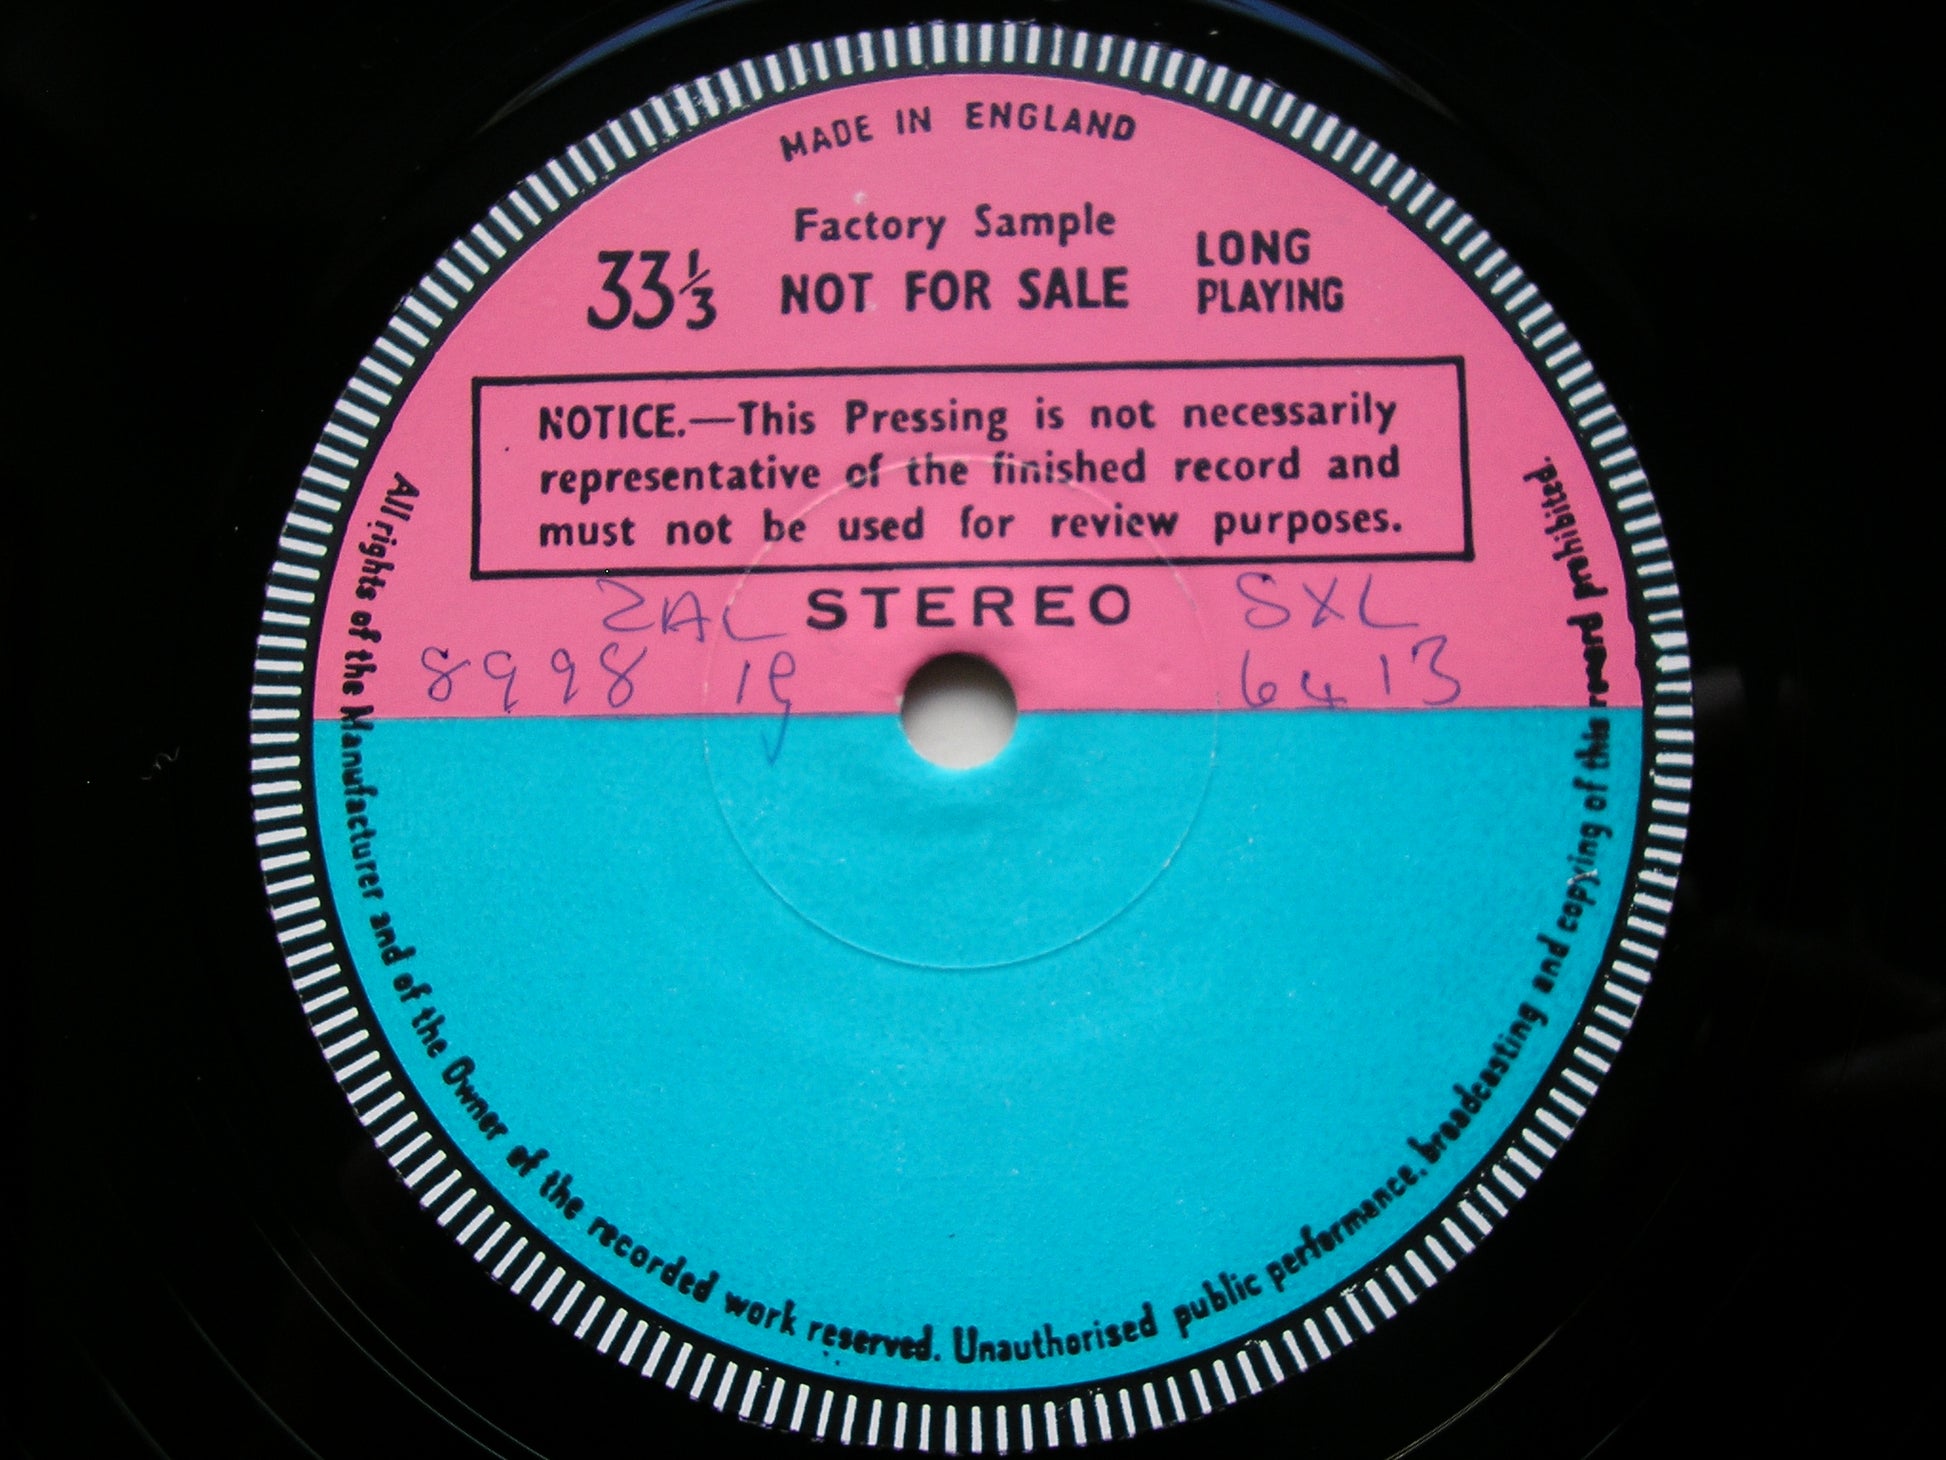 MADE IN ENGLAND
Factory Sample
33⅓ NOT FOR SALE LONG PLAYING
NOTICE.—This Pressing is not necessarily
representative of the finished record and
must not be used for review purposes.
ZAL STEREO SXL
8998 6413
All rights of the Manufacturer and of the Owner of the recorded work reserved. Unauthorised public performance, broadcasting and copying of this record prohibited.